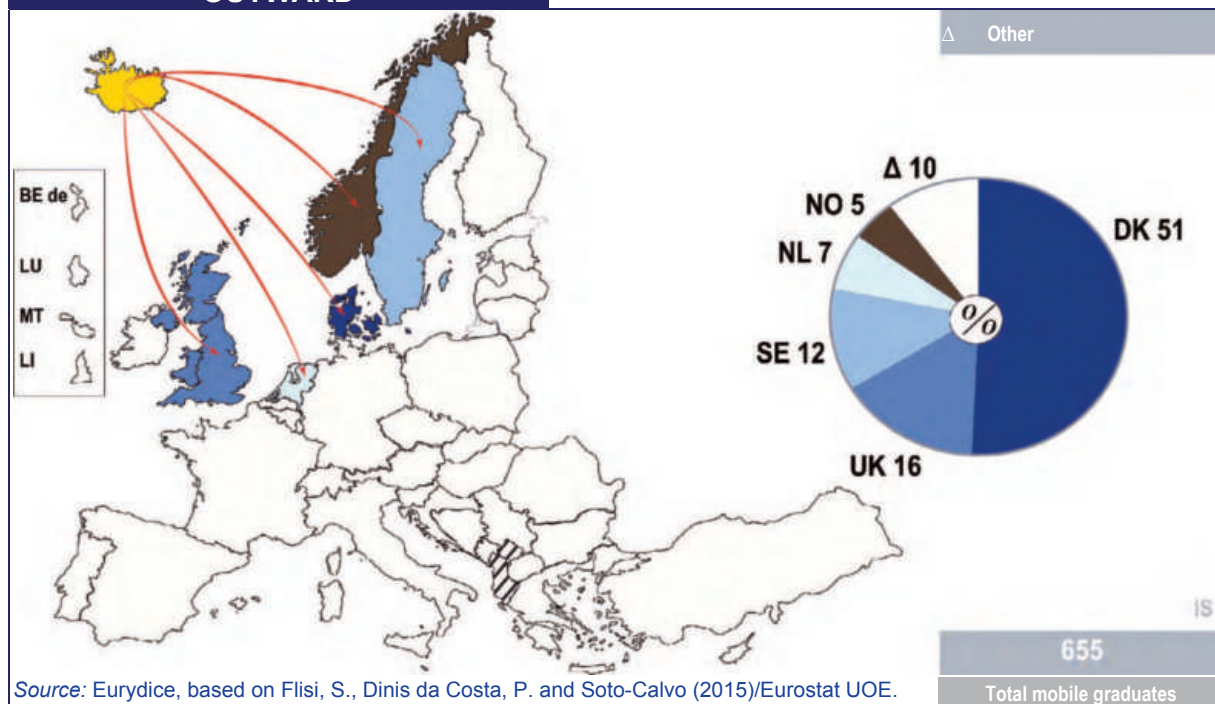 OUTWARD
Δ Other
BE de
LU
MT
LI
Δ 10
NO 5
DK 51
NL 7
%
SE 12
UK 16
IS
655
Total mobile graduates
Source: Eurydice, based on Flisi, S., Dinis da Costa, P. and Soto-Calvo (2015)/Eurostat UOE.